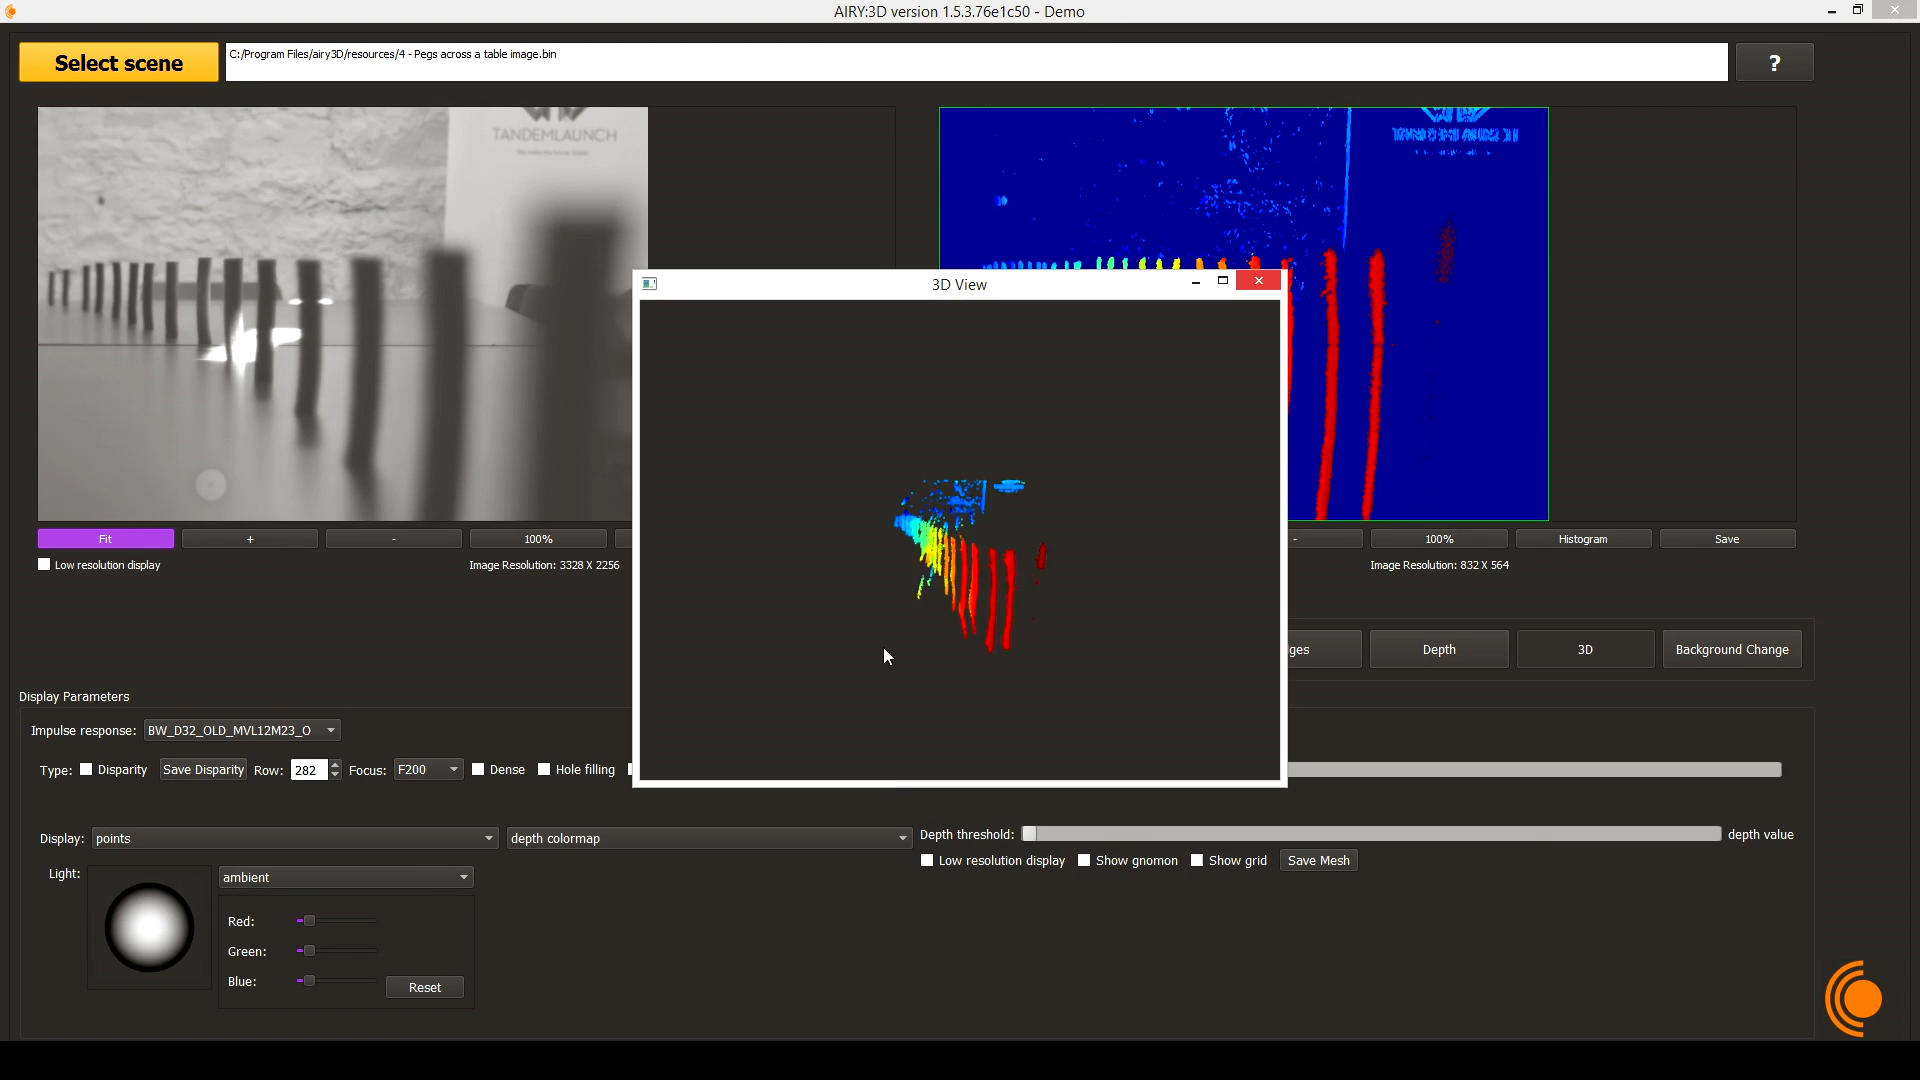 AIRY:3D version 1.5.3.76e1c50 - Demo
Select scene
C:/Program Files/airy3D/resources/4 - Pegs across a table image.bin
?
TANDEMLAUNCH
3D View
Fit
+
-
100%
-
100%
Histogram
Save
Low resolution display
Image Resolution: 3328 X 2256
Image Resolution: 832 X 564
ges
Depth
3D
Background Change
Display Parameters
Impulse response:
BW_D32_OLD_MVL12M23_O
Type:
Disparity
Save Disparity
Row:
282
Focus:
F200
Dense
Hole filling
Display:
points
depth colormap
Depth threshold:
depth value
Low resolution display
Show gnomon
Show grid
Save Mesh
Light:
ambient
Red:
Green:
Blue:
Reset